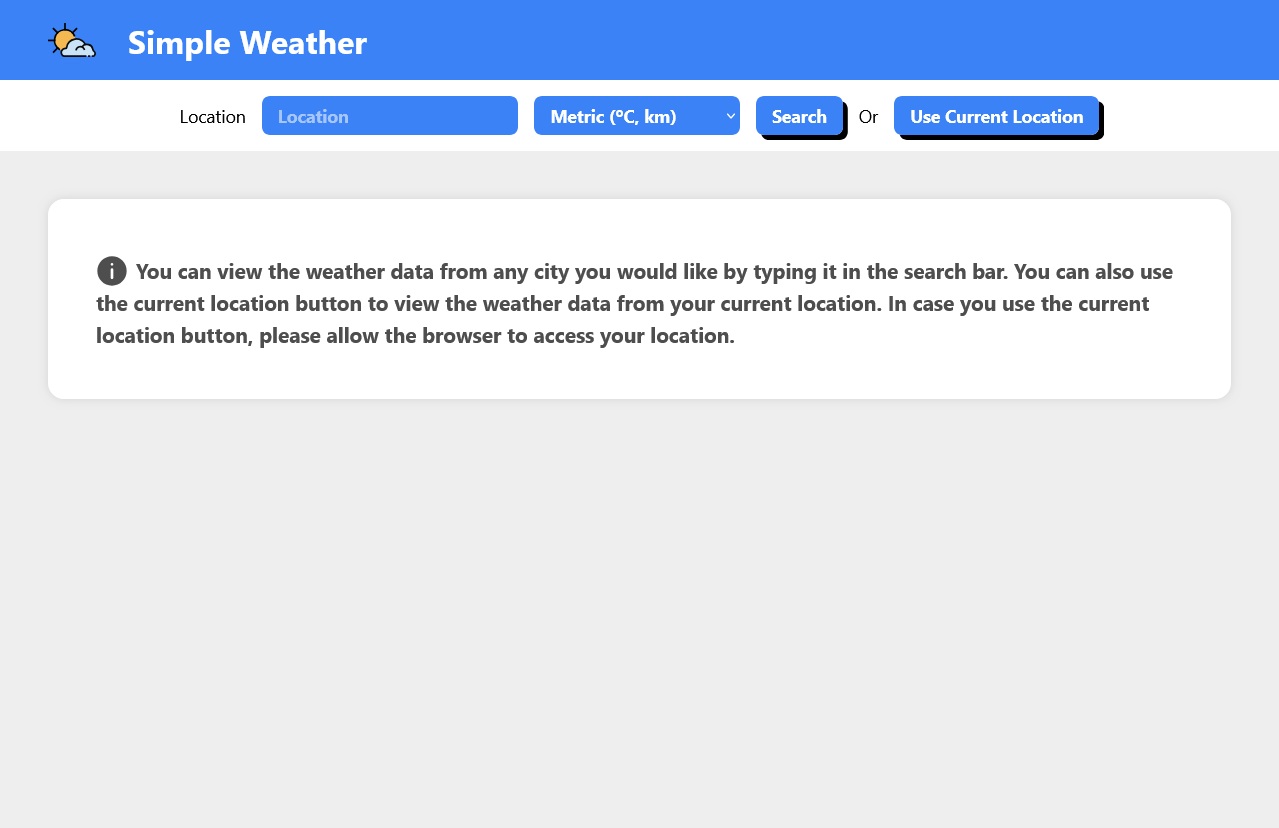 Simple Weather
Location Location Metric (ºC, km) Search Or Use Current Location
You can view the weather data from any city you would like by typing it in the search bar. You can also use
the current location button to view the weather data from your current location. In case you use the current
location button, please allow the browser to access your location.